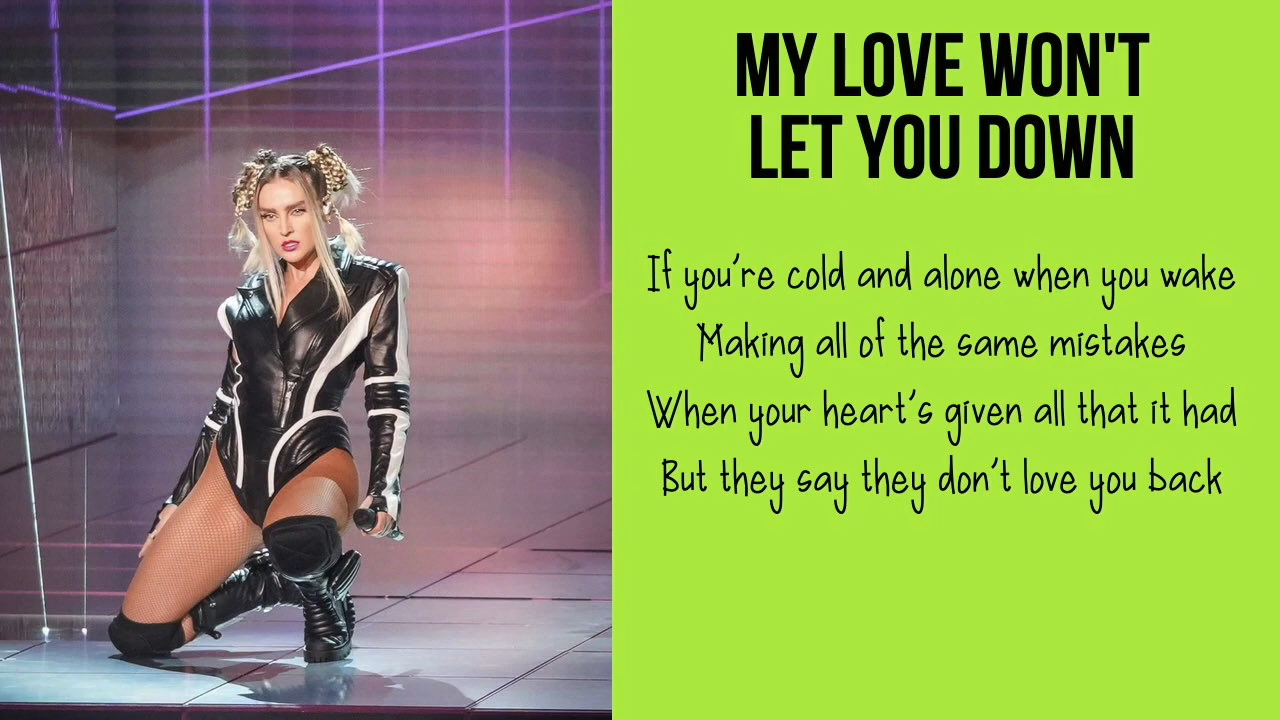 MY LOVE WON'T
LET YOU DOWN
If you're cold and alone when you wake
Making all of the same mistakes
When your heart's given all that it had
But they say they don't love you back